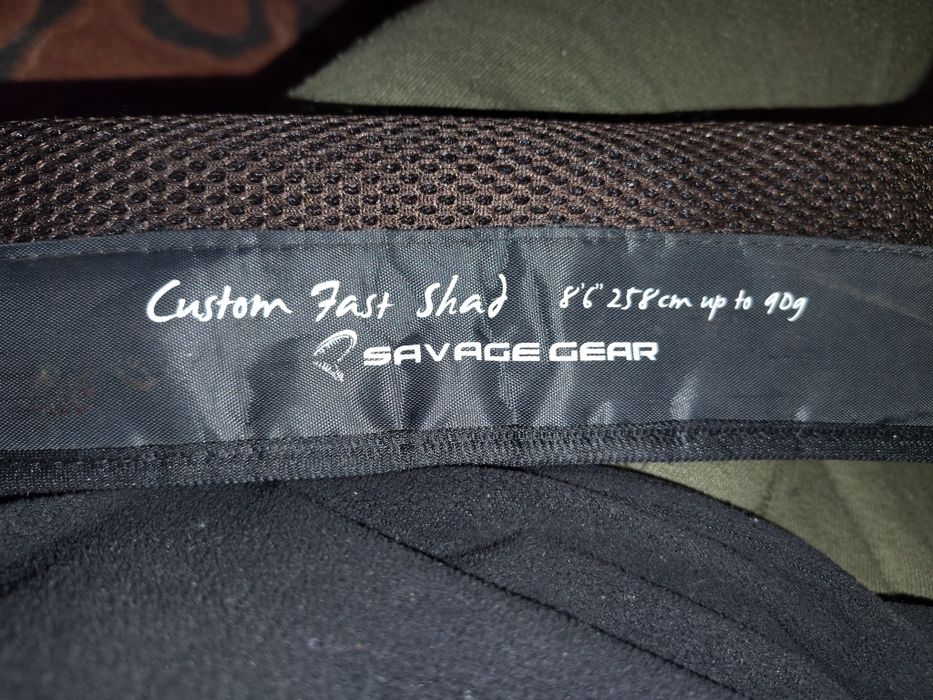 Custom Fast Shad 8'6" 258cm up to 90g
SAVAGE GEAR